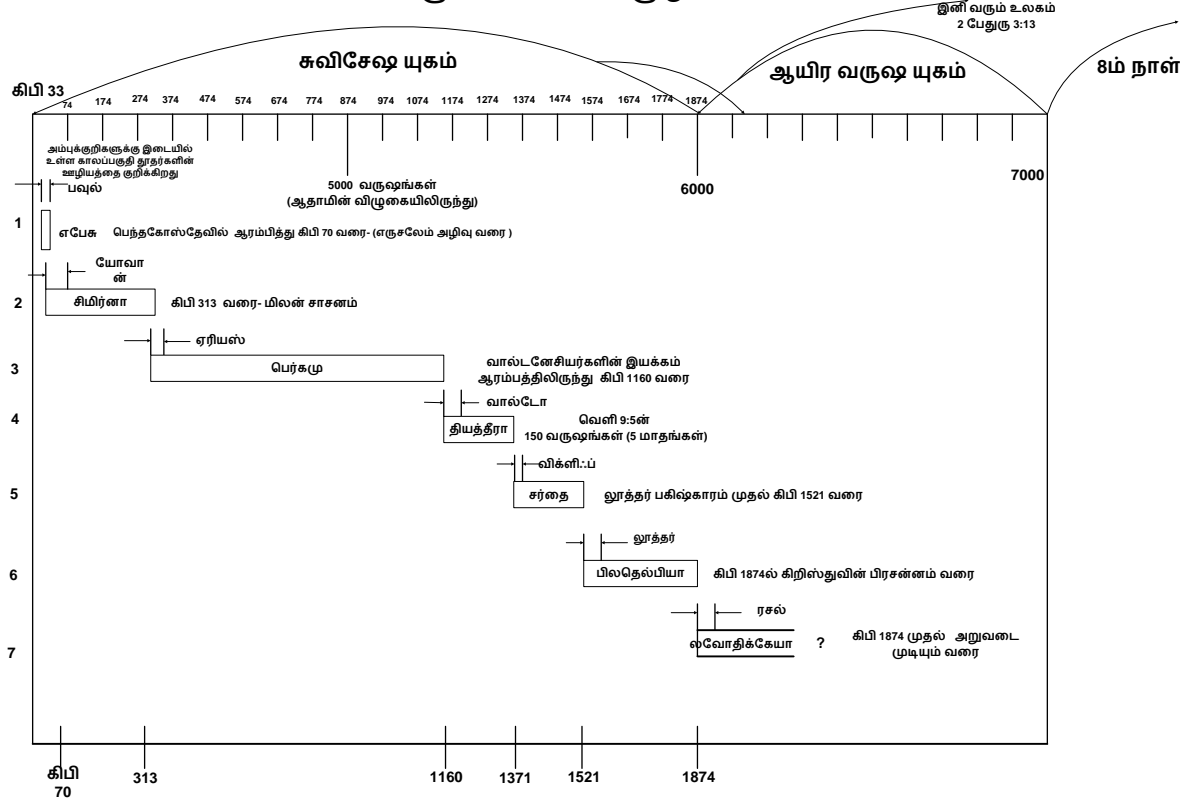 இனி வரும் உலகம்
2 பேதுரு 3:13
சுவிசேஷ யுகம்
ஆயிர வருஷ யுகம்
8ம் நாள்
கிபி 33
74 174 274 374 474 574 674 774 874 974 1074 1174 1274 1374 1474 1574 1674 1774 1874
அம்புக்குறிகளுக்கு இடையில்
உள்ள காலப்பகுதி தூதர்களின்
ஊழியத்தை குறிக்கிறது
பவுல்
5000 வருஷங்கள்
(ஆதாமின் விழுகையிலிருந்து)
6000
7000
1
எபேசு
பெந்தகோஸ்தேவில் ஆரம்பித்து கிபி 70 வரை- (எருசலேம் அழிவு வரை )
யோவா
ன்
2
சிமிர்னா
கிபி 313 வரை- மிலன் சாசனம்
ஏரியஸ்
3
பெர்கமு
வால்டனேசியர்களின் இயக்கம்
ஆரம்பத்திலிருந்து கிபி 1160 வரை
வால்டோ
4
தியத்தீரா
வெளி 9:5ன்
150 வருஷங்கள் (5 மாதங்கள்)
விக்ளிஃப்
5
சர்தை
லூத்தர் பகிஷ்காரம் முதல் கிபி 1521 வரை
லூத்தர்
6
பிலதெல்பியா
கிபி 1874ல் கிறிஸ்துவின் பிரசன்னம் வரை
ரசல்
7
லவோதிக்கேயா
?
கிபி 1874 முதல் அறுவடை
முடியும் வரை
கிபி
70
313
1160
1371
1521
1874